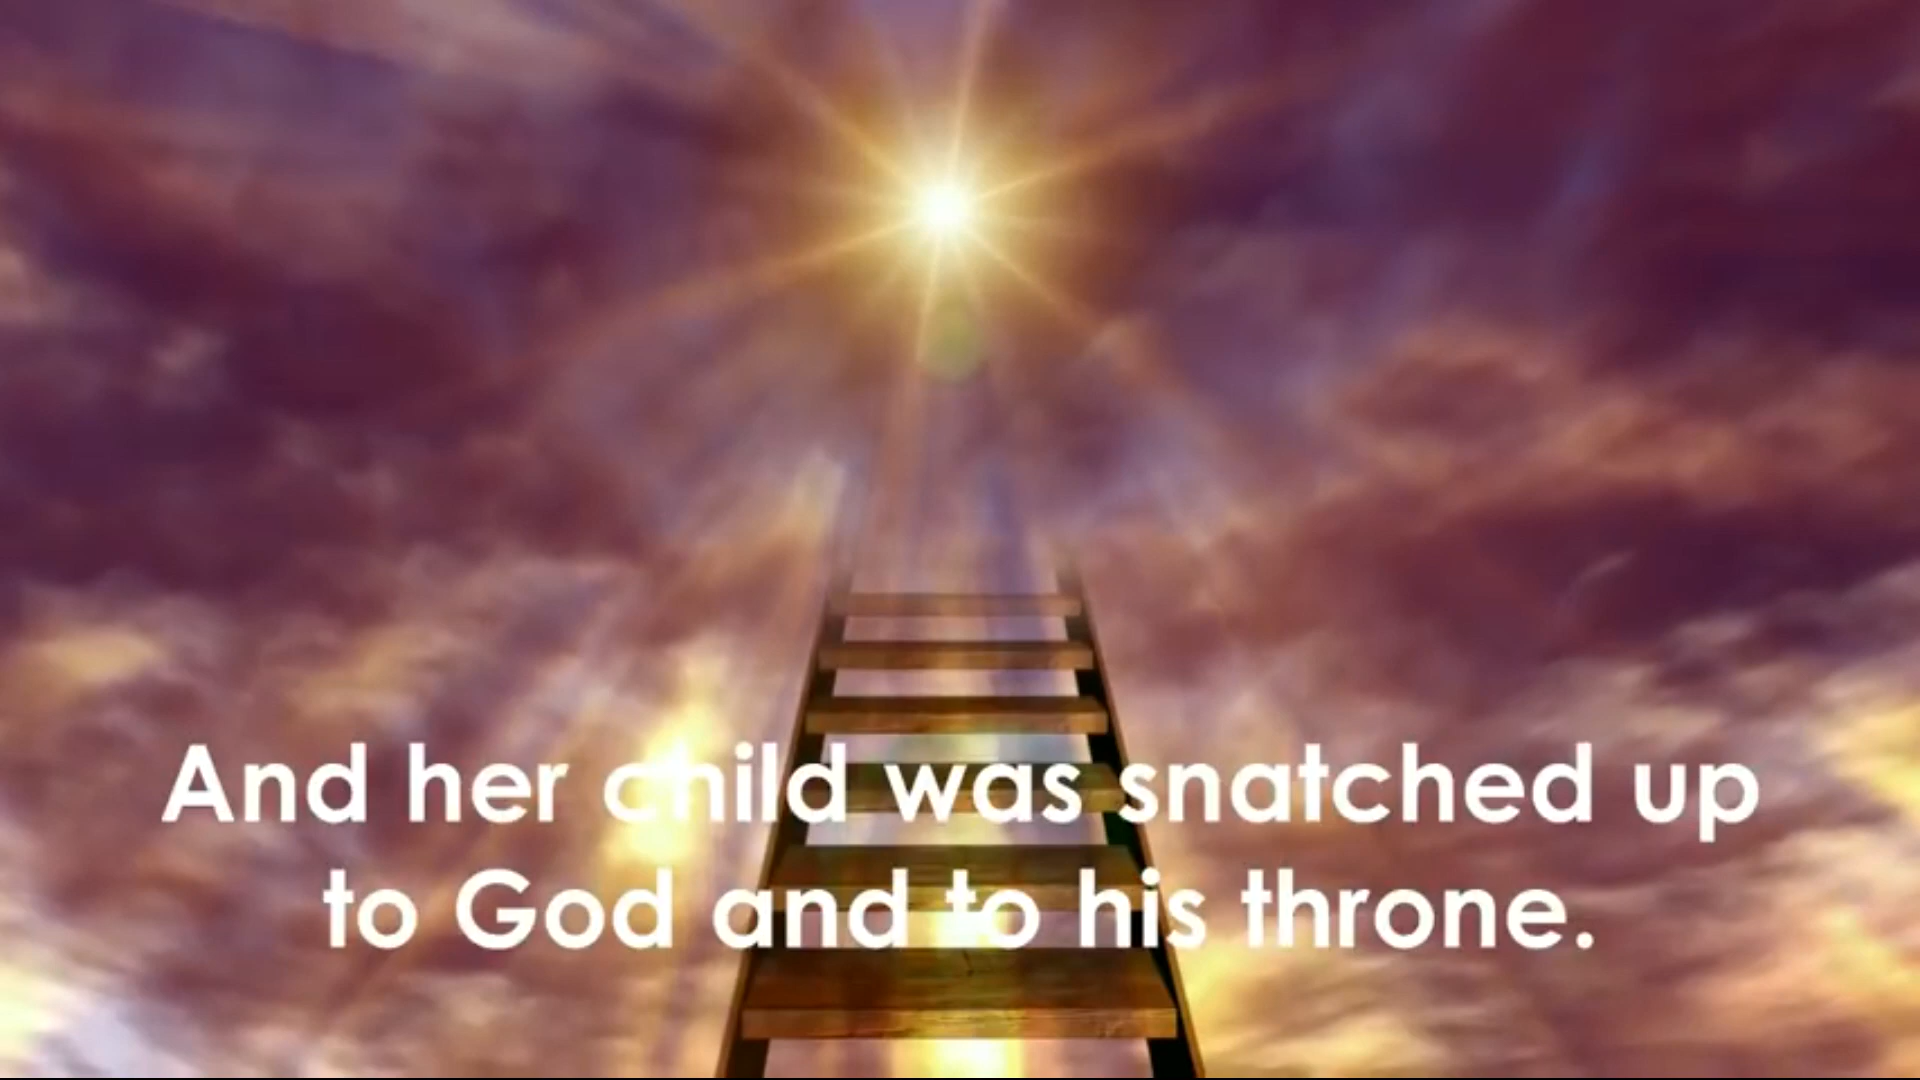 And her child was snatched up
to God and to his throne.